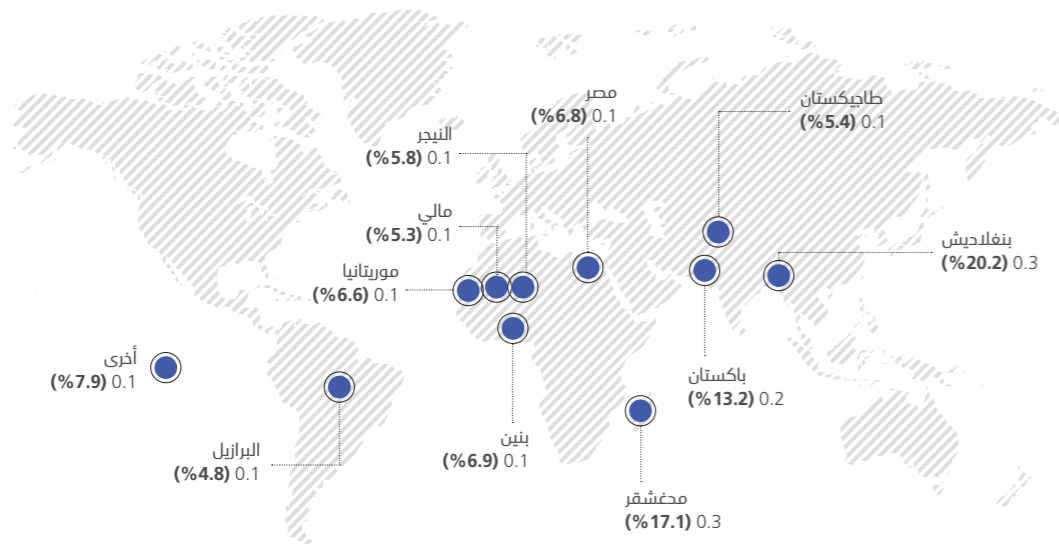 مصر
0.1 (%6.8)
طاجيكستان
0.1 (%5.4)
النيجر
0.1 (%5.8)
مالي
0.1 (%5.3)
بنغلاديش
0.3 (%20.2)
موريتانيا
0.1 (%6.6)
أخرى
0.1 (%7.9)
باكستان
0.2 (%13.2)
البرازيل
0.1 (%4.8)
بنين
0.1 (%6.9)
مدغشقر
0.3 (%17.1)